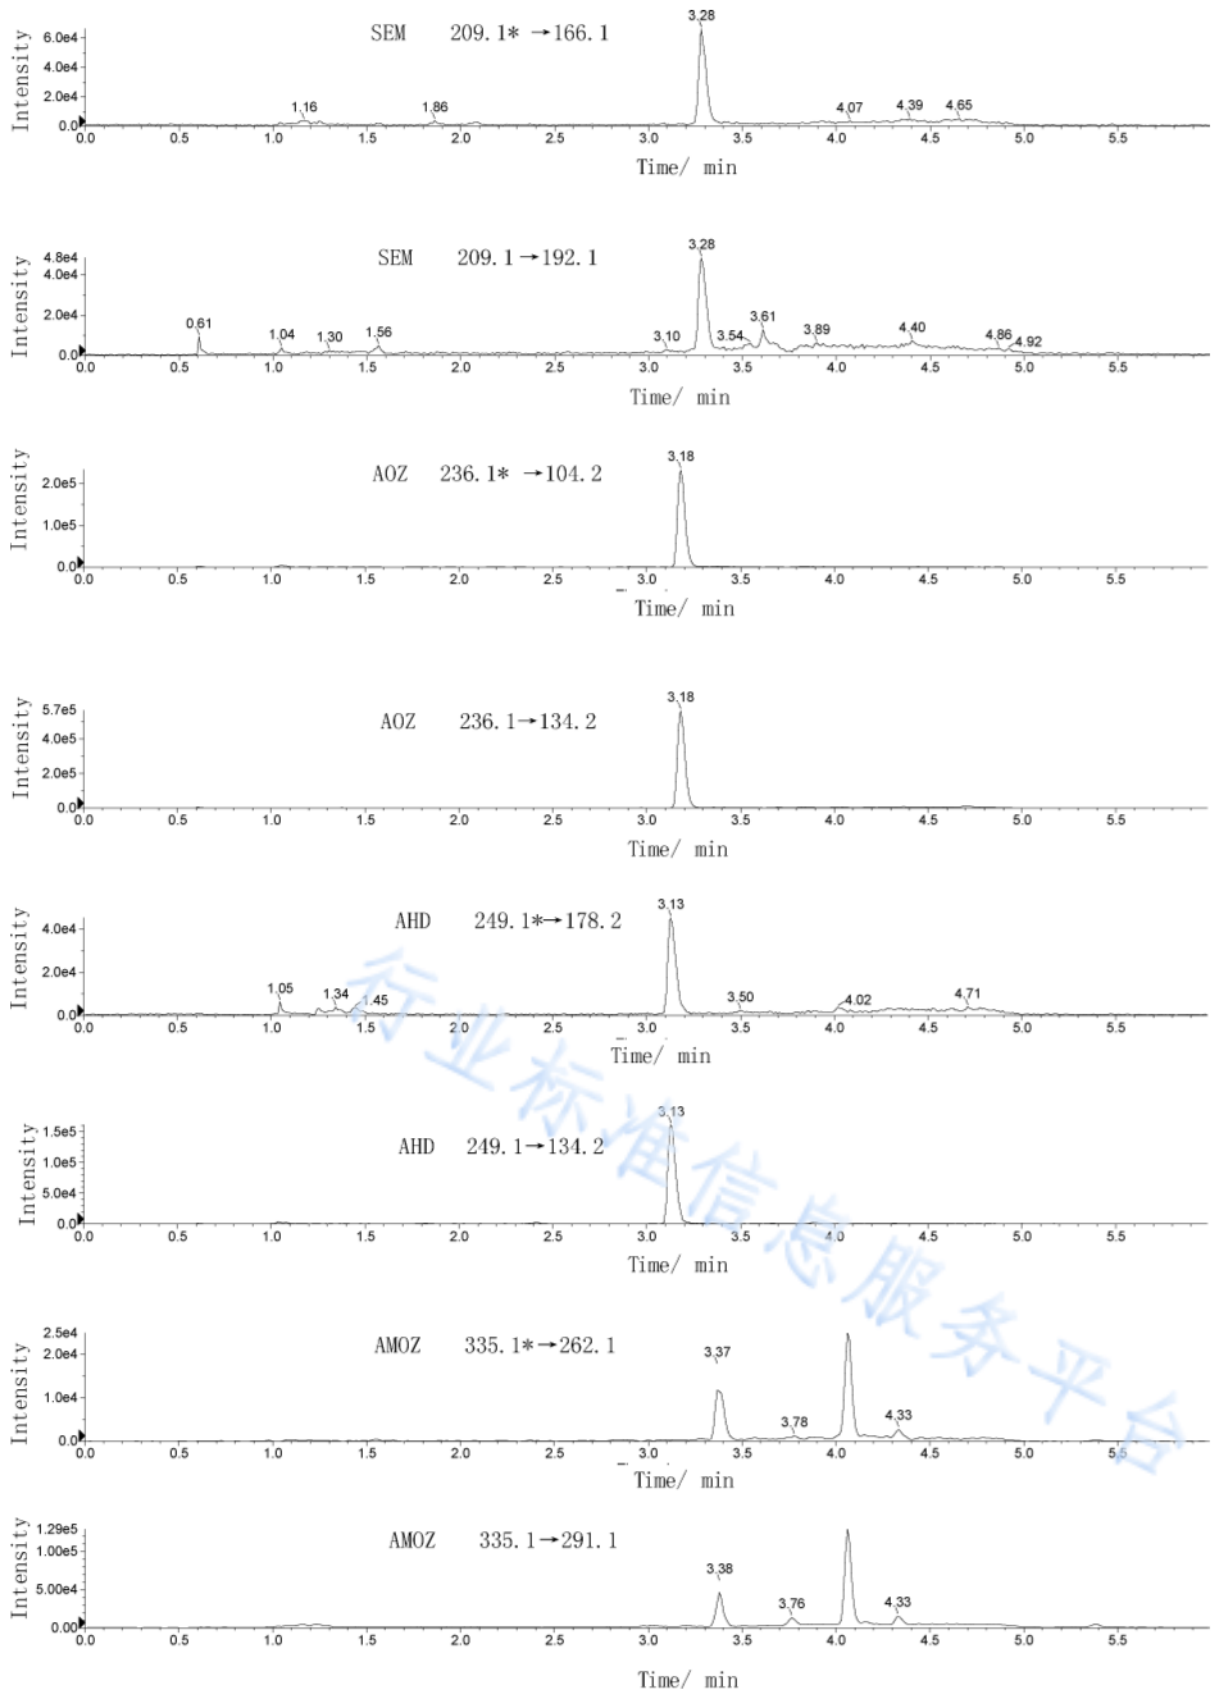 3.28
SEM 209.1* →166.1
Intensity
6.0e4
4.0e4
2.0e4
0.0
1.16 1.86 4.07 4.39 4.65
0.0 0.5 1.0 1.5 2.0 2.5 3.0 3.5 4.0 4.5 5.0 5.5
Time/ min
3.28
SEM 209.1→192.1
Intensity
4.8e4
4.0e4
2.0e4
0.0
0.61 1.04 1.30 1.56 3.10 3.54 3.61 3.89 4.40 4.86 4.92
0.0 0.5 1.0 1.5 2.0 2.5 3.0 3.5 4.0 4.5 5.0 5.5
Time/ min
3.18
AOZ 236.1* →104.2
Intensity
2.0e5
1.0e5
0.0
0.0 0.5 1.0 1.5 2.0 2.5 3.0 3.5 4.0 4.5 5.0 5.5
Time/ min
3.18
AOZ 236.1→134.2
Intensity
5.7e5
4.0e5
2.0e5
0.0
0.0 0.5 1.0 1.5 2.0 2.5 3.0 3.5 4.0 4.5 5.0 5.5
Time/ min
3.13
AHD 249.1*→178.2
Intensity
4.0e4
2.0e4
0.0
1.05 1.34 1.45 3.50 4.02 4.71
0.0 0.5 1.0 1.5 2.0 2.5 3.0 3.5 4.0 4.5 5.0 5.5
Time/ min
3.13
AHD 249.1→134.2
Intensity
1.5e5
1.0e5
5.0e4
0.0
0.0 0.5 1.0 1.5 2.0 2.5 3.0 3.5 4.0 4.5 5.0 5.5
Time/ min
AMOZ 335.1*→262.1
Intensity
2.5e4
2.0e4
1.0e4
0.0
3.37 3.78 4.33
0.0 0.5 1.0 1.5 2.0 2.5 3.0 3.5 4.0 4.5 5.0 5.5
Time/ min
AMOZ 335.1→291.1
Intensity
1.29e5
1.00e5
5.00e4
0.00
3.38 3.76 4.33
0.0 0.5 1.0 1.5 2.0 2.5 3.0 3.5 4.0 4.5 5.0 5.5
Time/ min
行业标准信息服务平台